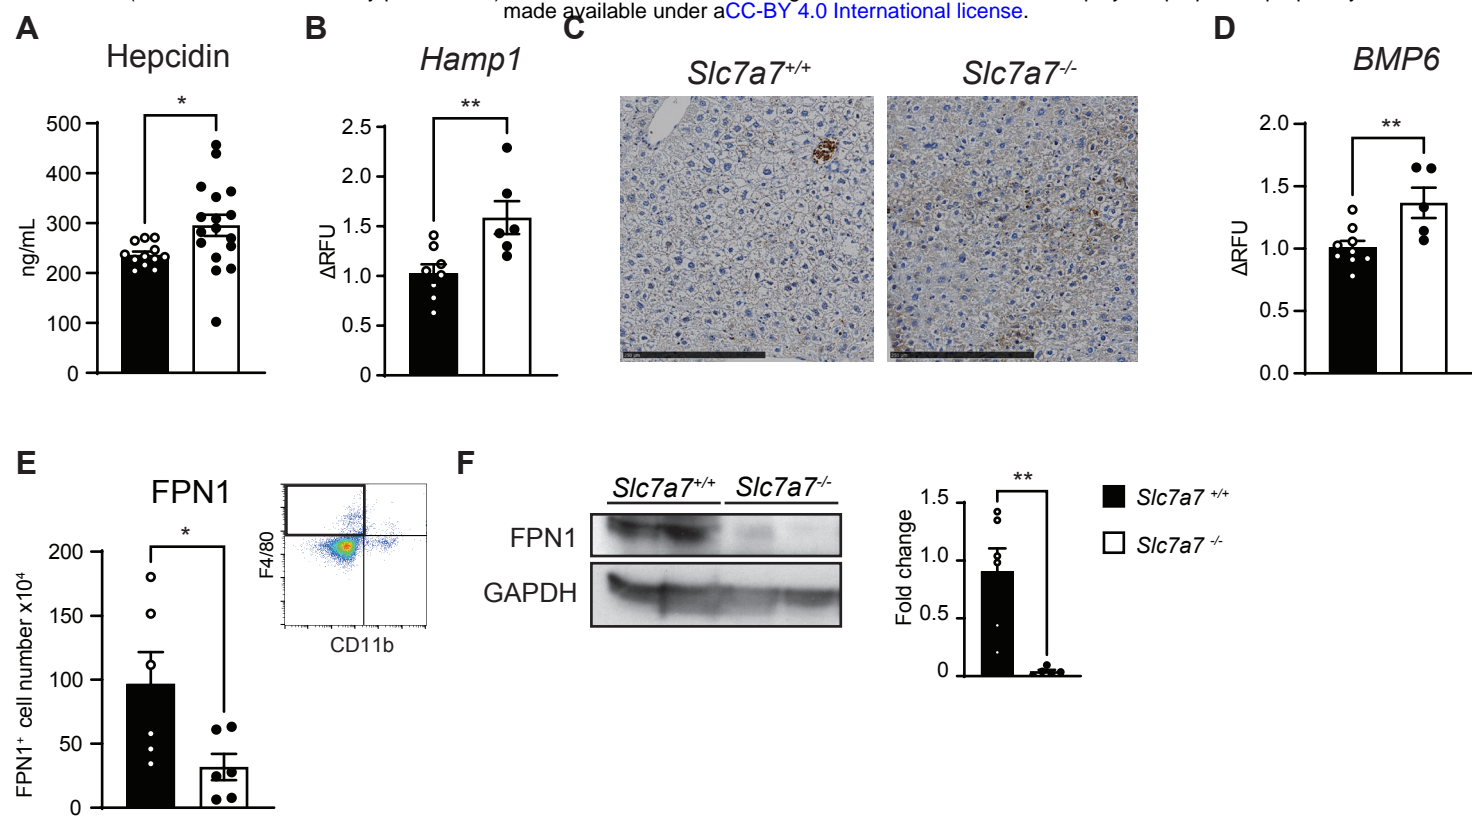 made available under aCC-BY 4.0 International license.
A
Hepcidin
*
ng/mL
500
400
300
200
100
0
B
Hamp1
**
ΔRFU
2.5
2.0
1.5
1.0
0.5
0
C
Slc7a7+/+
Slc7a7-/-
D
BMP6
**
ΔRFU
2.0
1.5
1.0
0.5
0.0
E
FPN1
*
FPN1+ cell number x10⁴
200
150
100
50
0
F4/80
CD11b
F
Slc7a7+/+
Slc7a7-/-
FPN1
GAPDH
**
Fold change
1.5
1.0
0.5
0
Slc7a7 +/+
Slc7a7 -/-